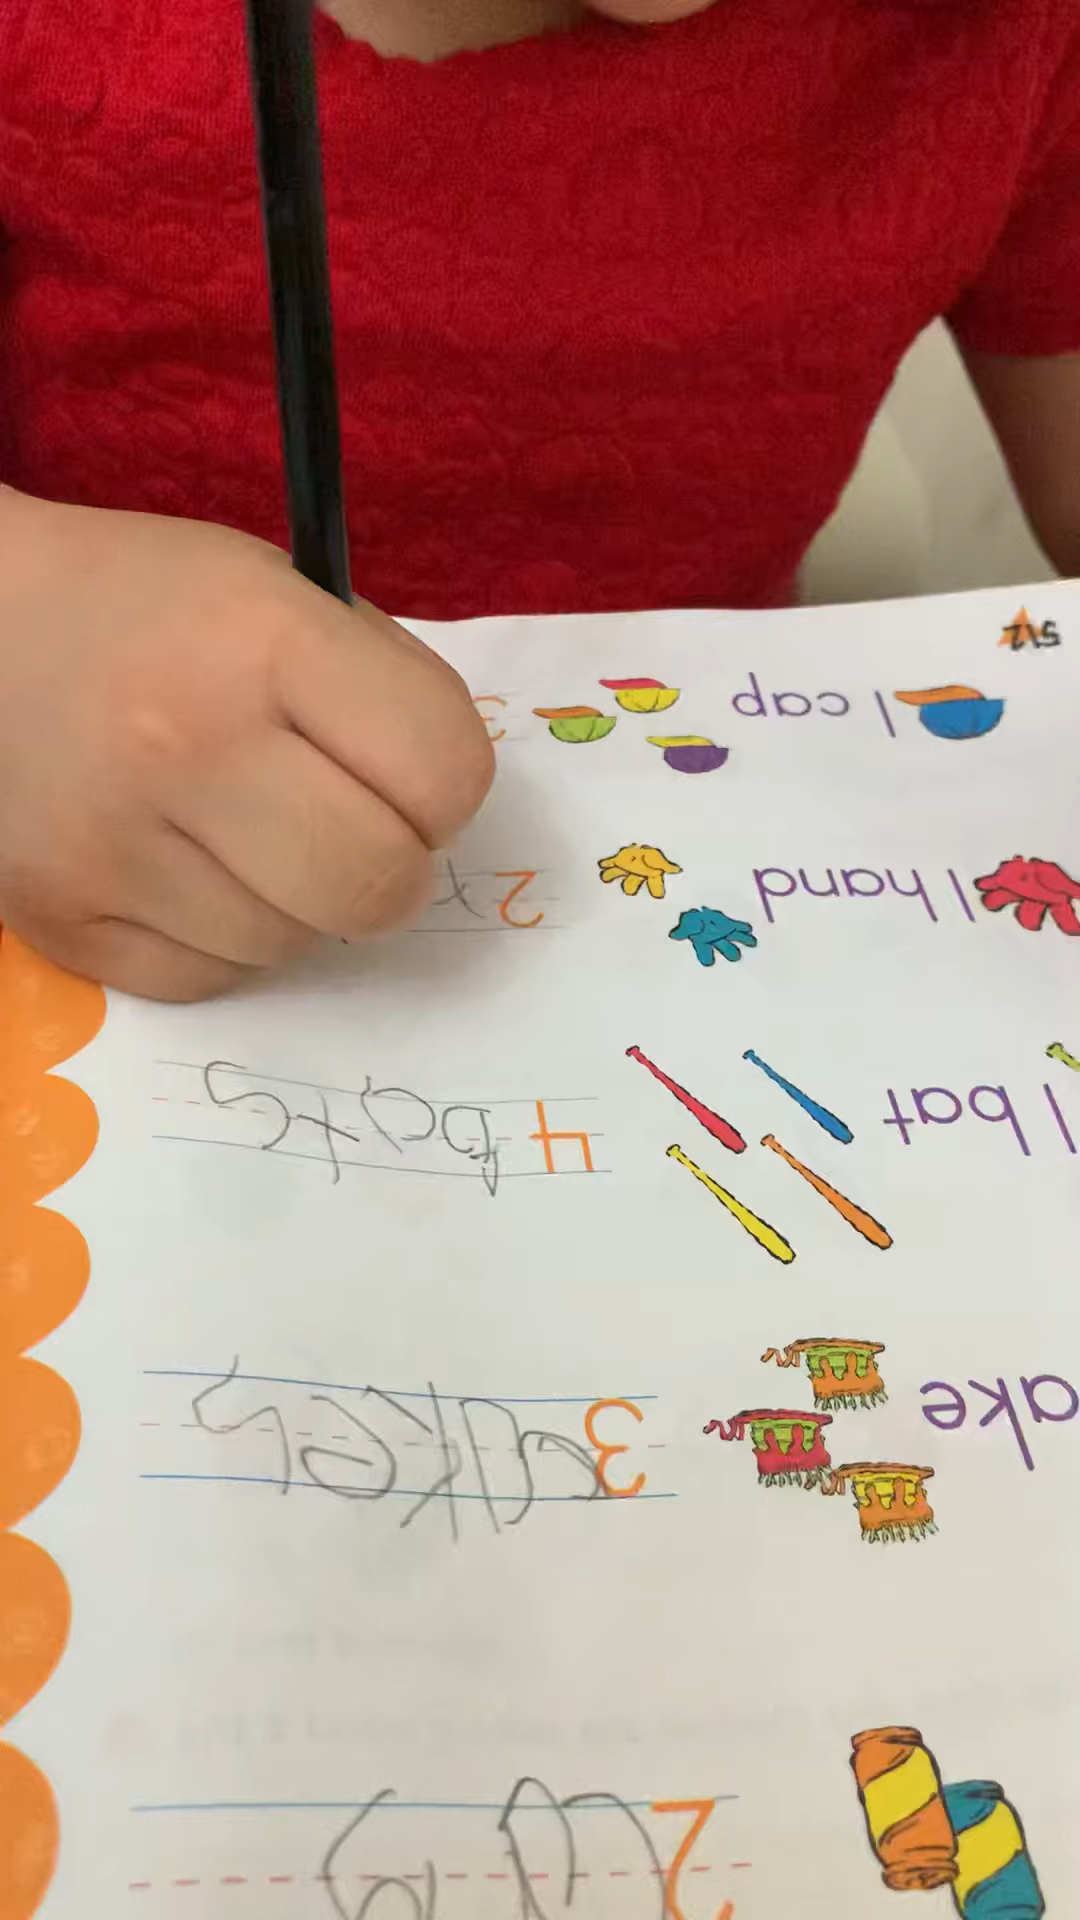 2
ake 3 cakes
1 bat 4 bats
1 hand 2
1 cap 3
512